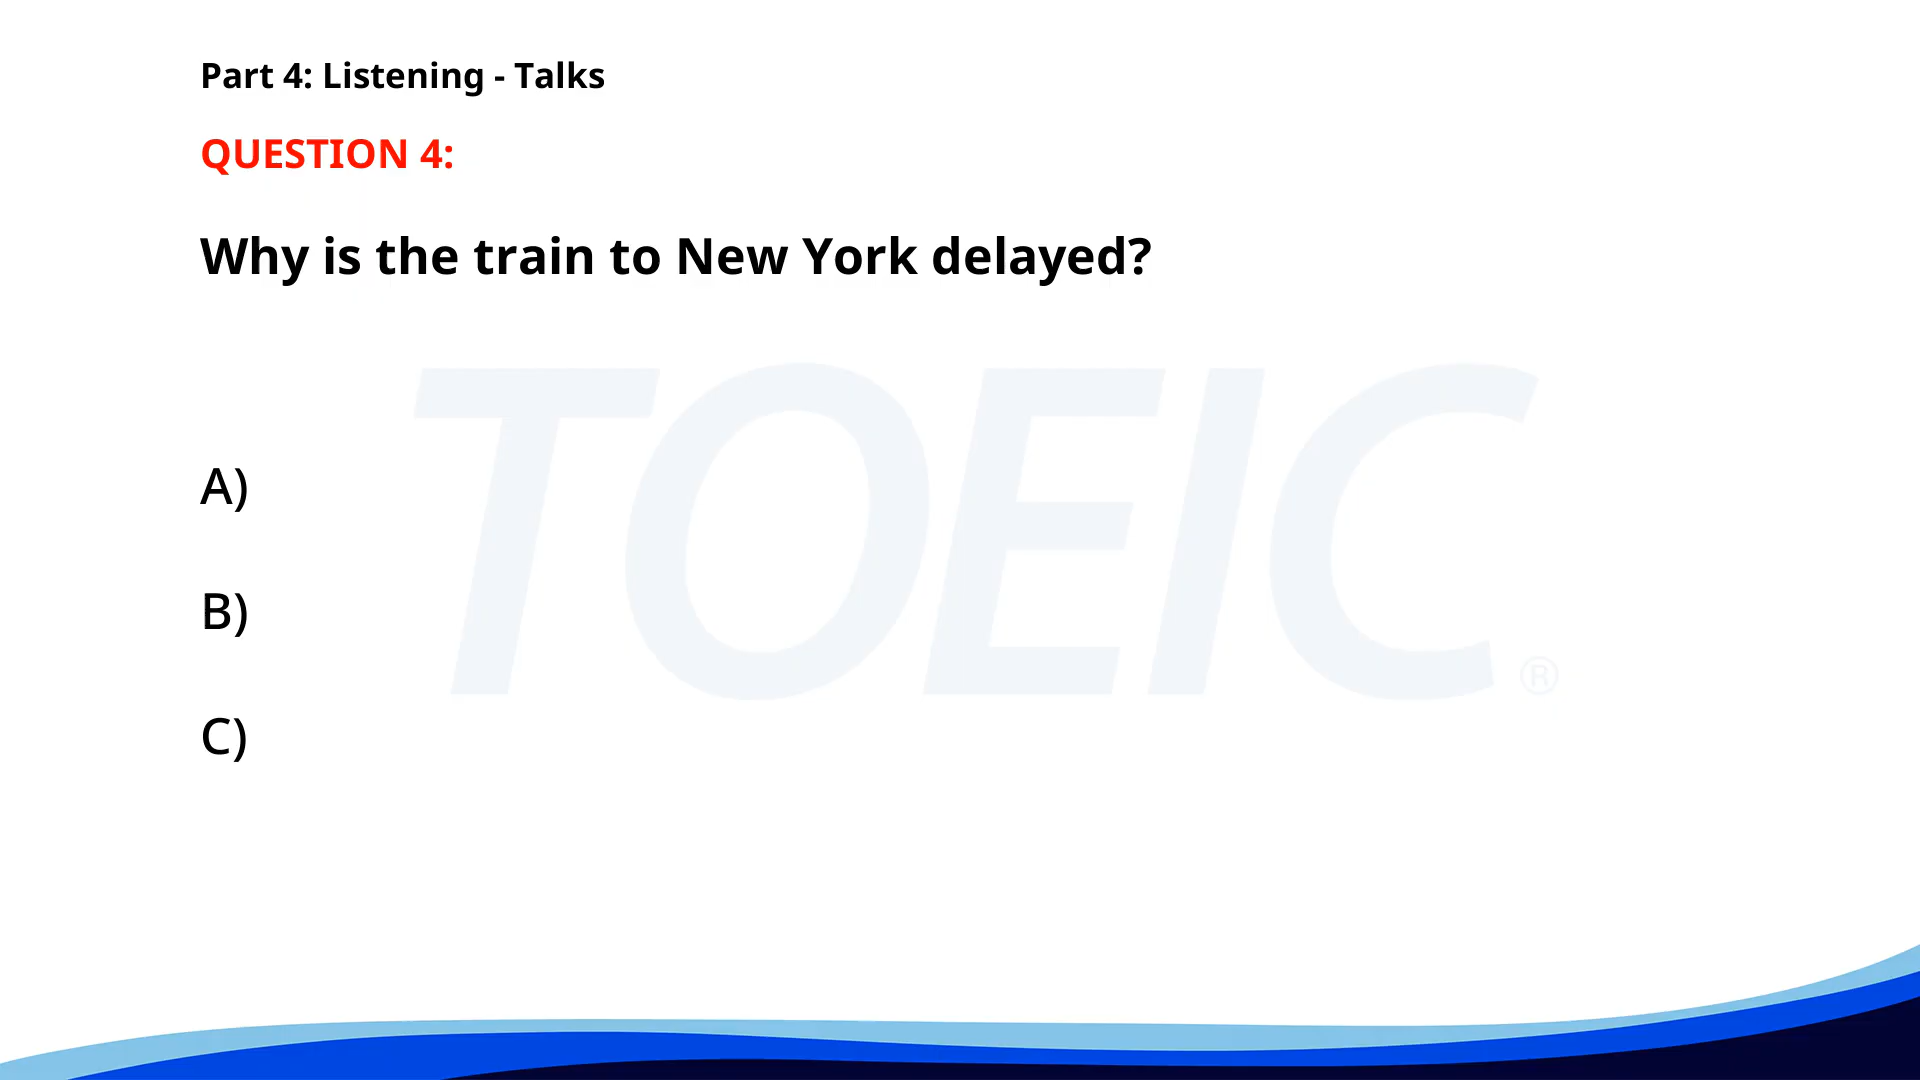 Part 4: Listening - Talks
QUESTION 4:
Why is the train to New York delayed?
TOEIC®
A)
B)
C)